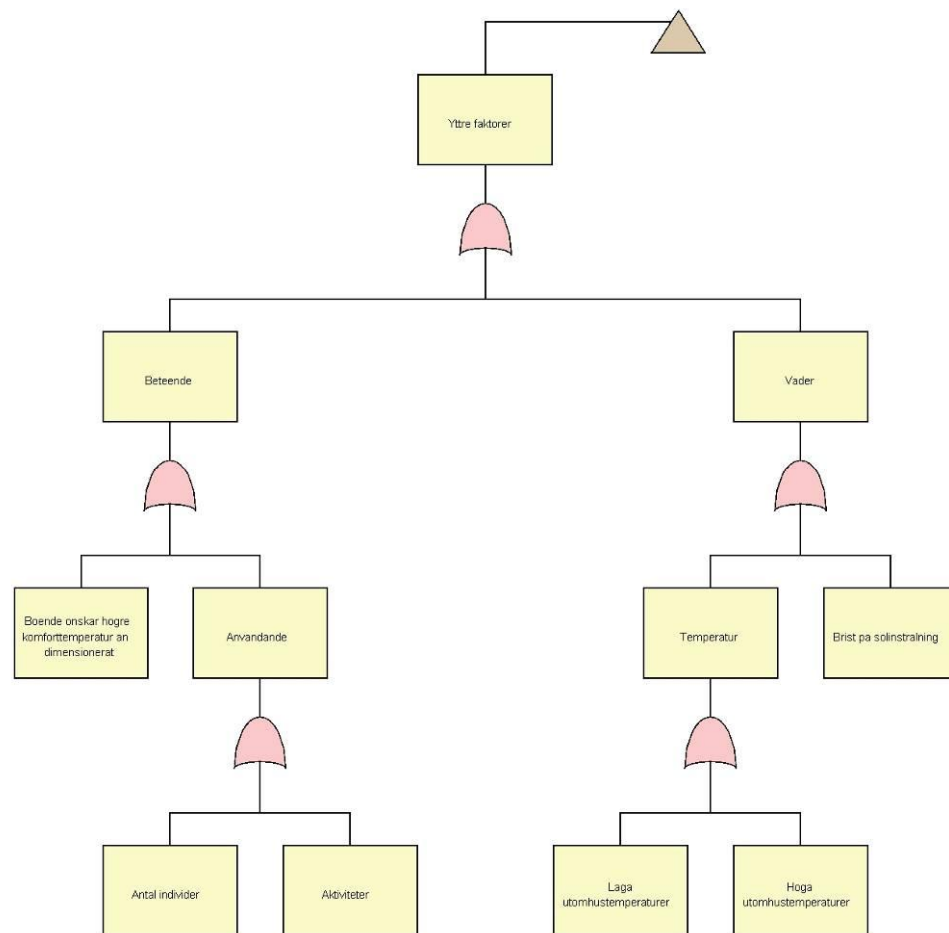 Yttre faktorer
Beteende
Vader
Boende onskar hogre
komforttemperatur an
dimensionerat
Anvandande
Temperatur
Brist pa solinstralning
Antal individer
Aktiviteter
Laga
utomhustemperaturer
Hoga
utomhustemperaturer